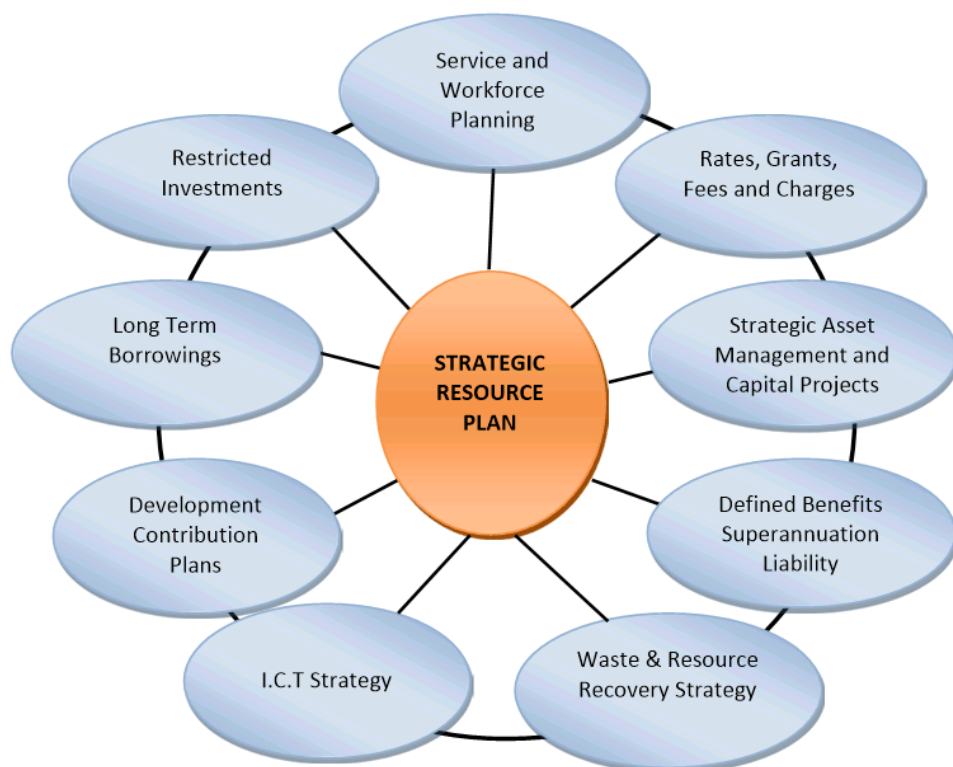 Service and
Workforce
Planning
Rates, Grants,
Fees and Charges
Strategic Asset
Management and
Capital Projects
Defined Benefits
Superannuation
Liability
Waste & Resource
Recovery Strategy
I.C.T Strategy
Development
Contribution
Plans
Long Term
Borrowings
Restricted
Investments
STRATEGIC
RESOURCE
PLAN